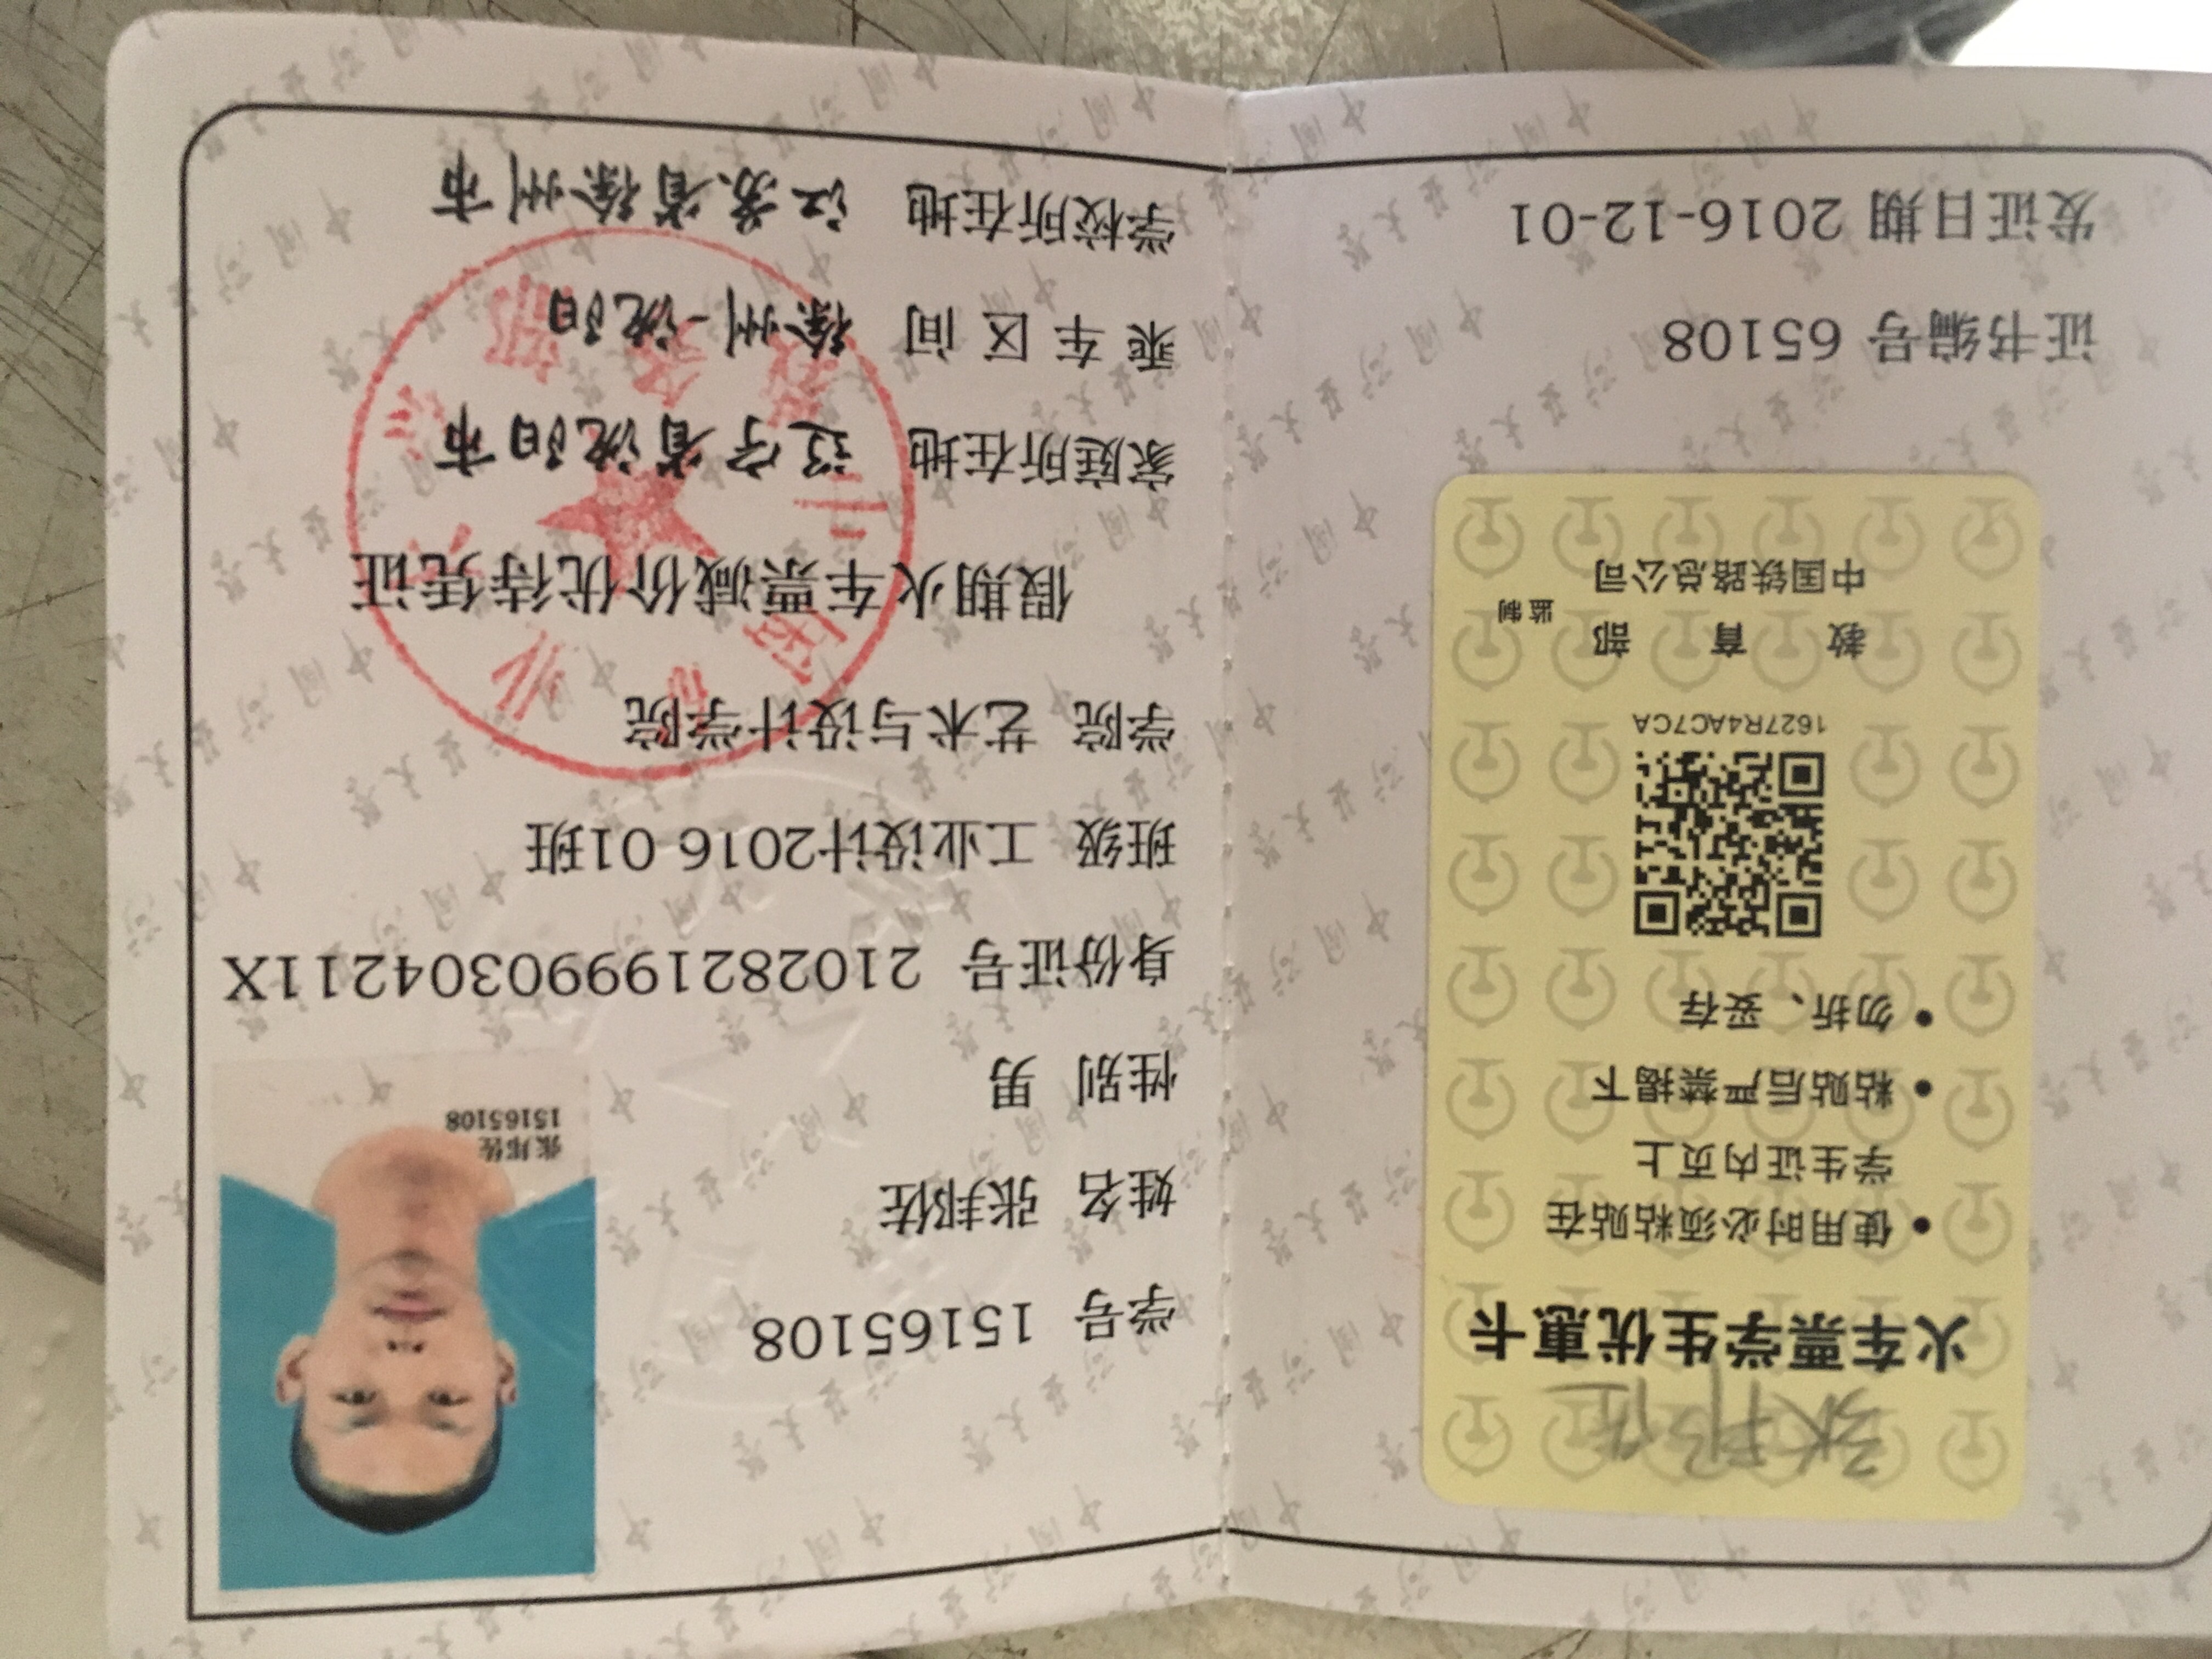 张邦佐
火车票学生优惠卡
• 使用时必须粘贴在
学生证内页上
• 粘贴后严禁揭下
• 勿折、妥存
1627R4AC7CA
教 育 部
监制
中国铁路总公司
证书编号 65108
发证日期 2016-12-01
张邦佐
15165108
学号 15165108
姓名 张邦佐
性别 男
身份证号 21028219990304211X
班级 工业设计2016 01班
学院 艺术与设计学院
假期火车票减价优待凭证
家庭所在地 辽宁省沈阳市
乘车区间 徐州-沈阳
学校所在地 江苏省徐州市
教务部
中国矿业大学